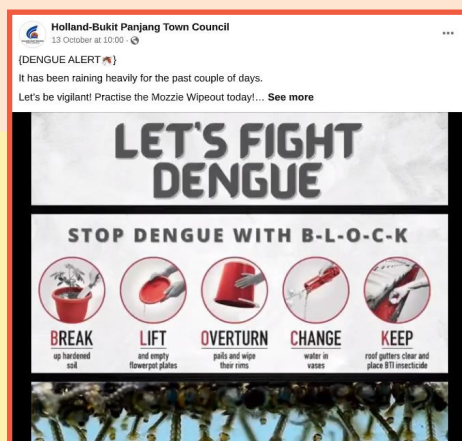 Holland-Bukit Panjang Town Council
13 October at 10:00 ·
{DENGUE ALERT🦟}
It has been raining heavily for the past couple of days.
Let's be vigilant! Practise the Mozzie Wipeout today!… See more
LET'S FIGHT
DENGUE
STOP DENGUE WITH B-L-O-C-K
BREAK
up hardened
soil
LIFT
and empty
flowerpot plates
OVERTURN
pails and wipe
their rims
CHANGE
water in
vases
KEEP
roof gutters clear and
place BTI insecticide